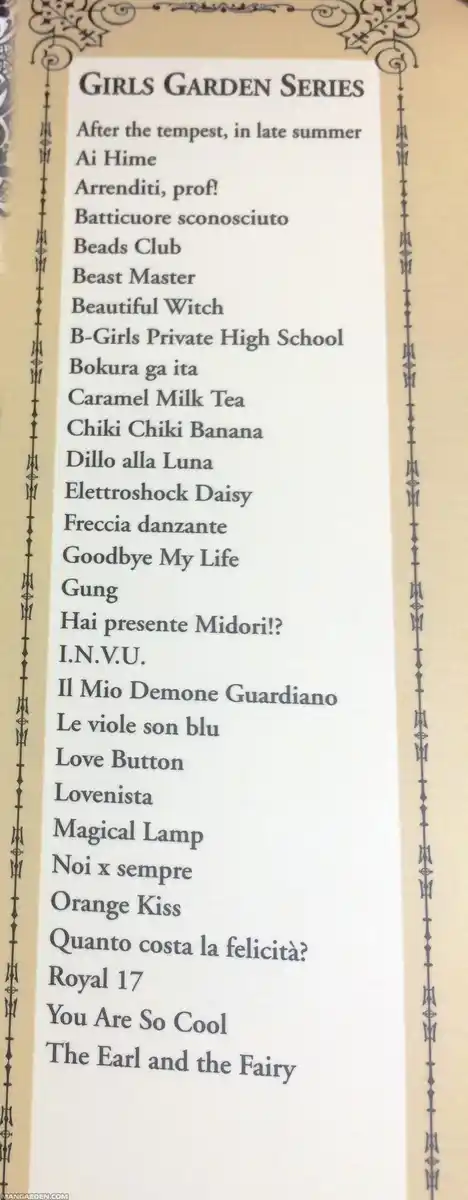 GIRLS GARDEN SERIES
After the tempest, in late summer
Ai Hime
Arrenditi, prof!
Batticuore sconosciuto
Beads Club
Beast Master
Beautiful Witch
B-Girls Private High School
Bokura ga ita
Caramel Milk Tea
Chiki Chiki Banana
Dillo alla Luna
Elettroshock Daisy
Freccia danzante
Goodbye My Life
Gung
Hai presente Midori!?
I.N.V.U.
Il Mio Demone Guardiano
Le viole son blu
Love Button
Lovenista
Magical Lamp
Noi x sempre
Orange Kiss
Quanto costa la felicità?
Royal 17
You Are So Cool
The Earl and the Fairy
MANGAEDEN.COM